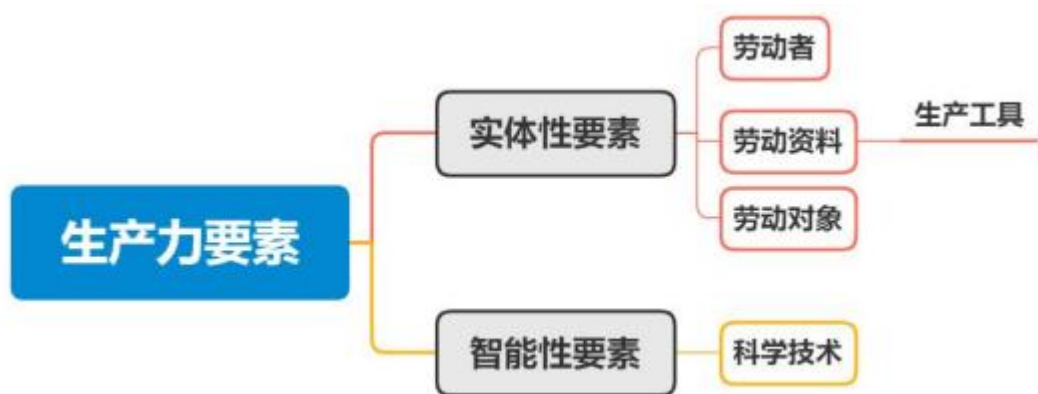 生产力要素
实体性要素
劳动者
劳动资料
生产工具
劳动对象
智能性要素
科学技术